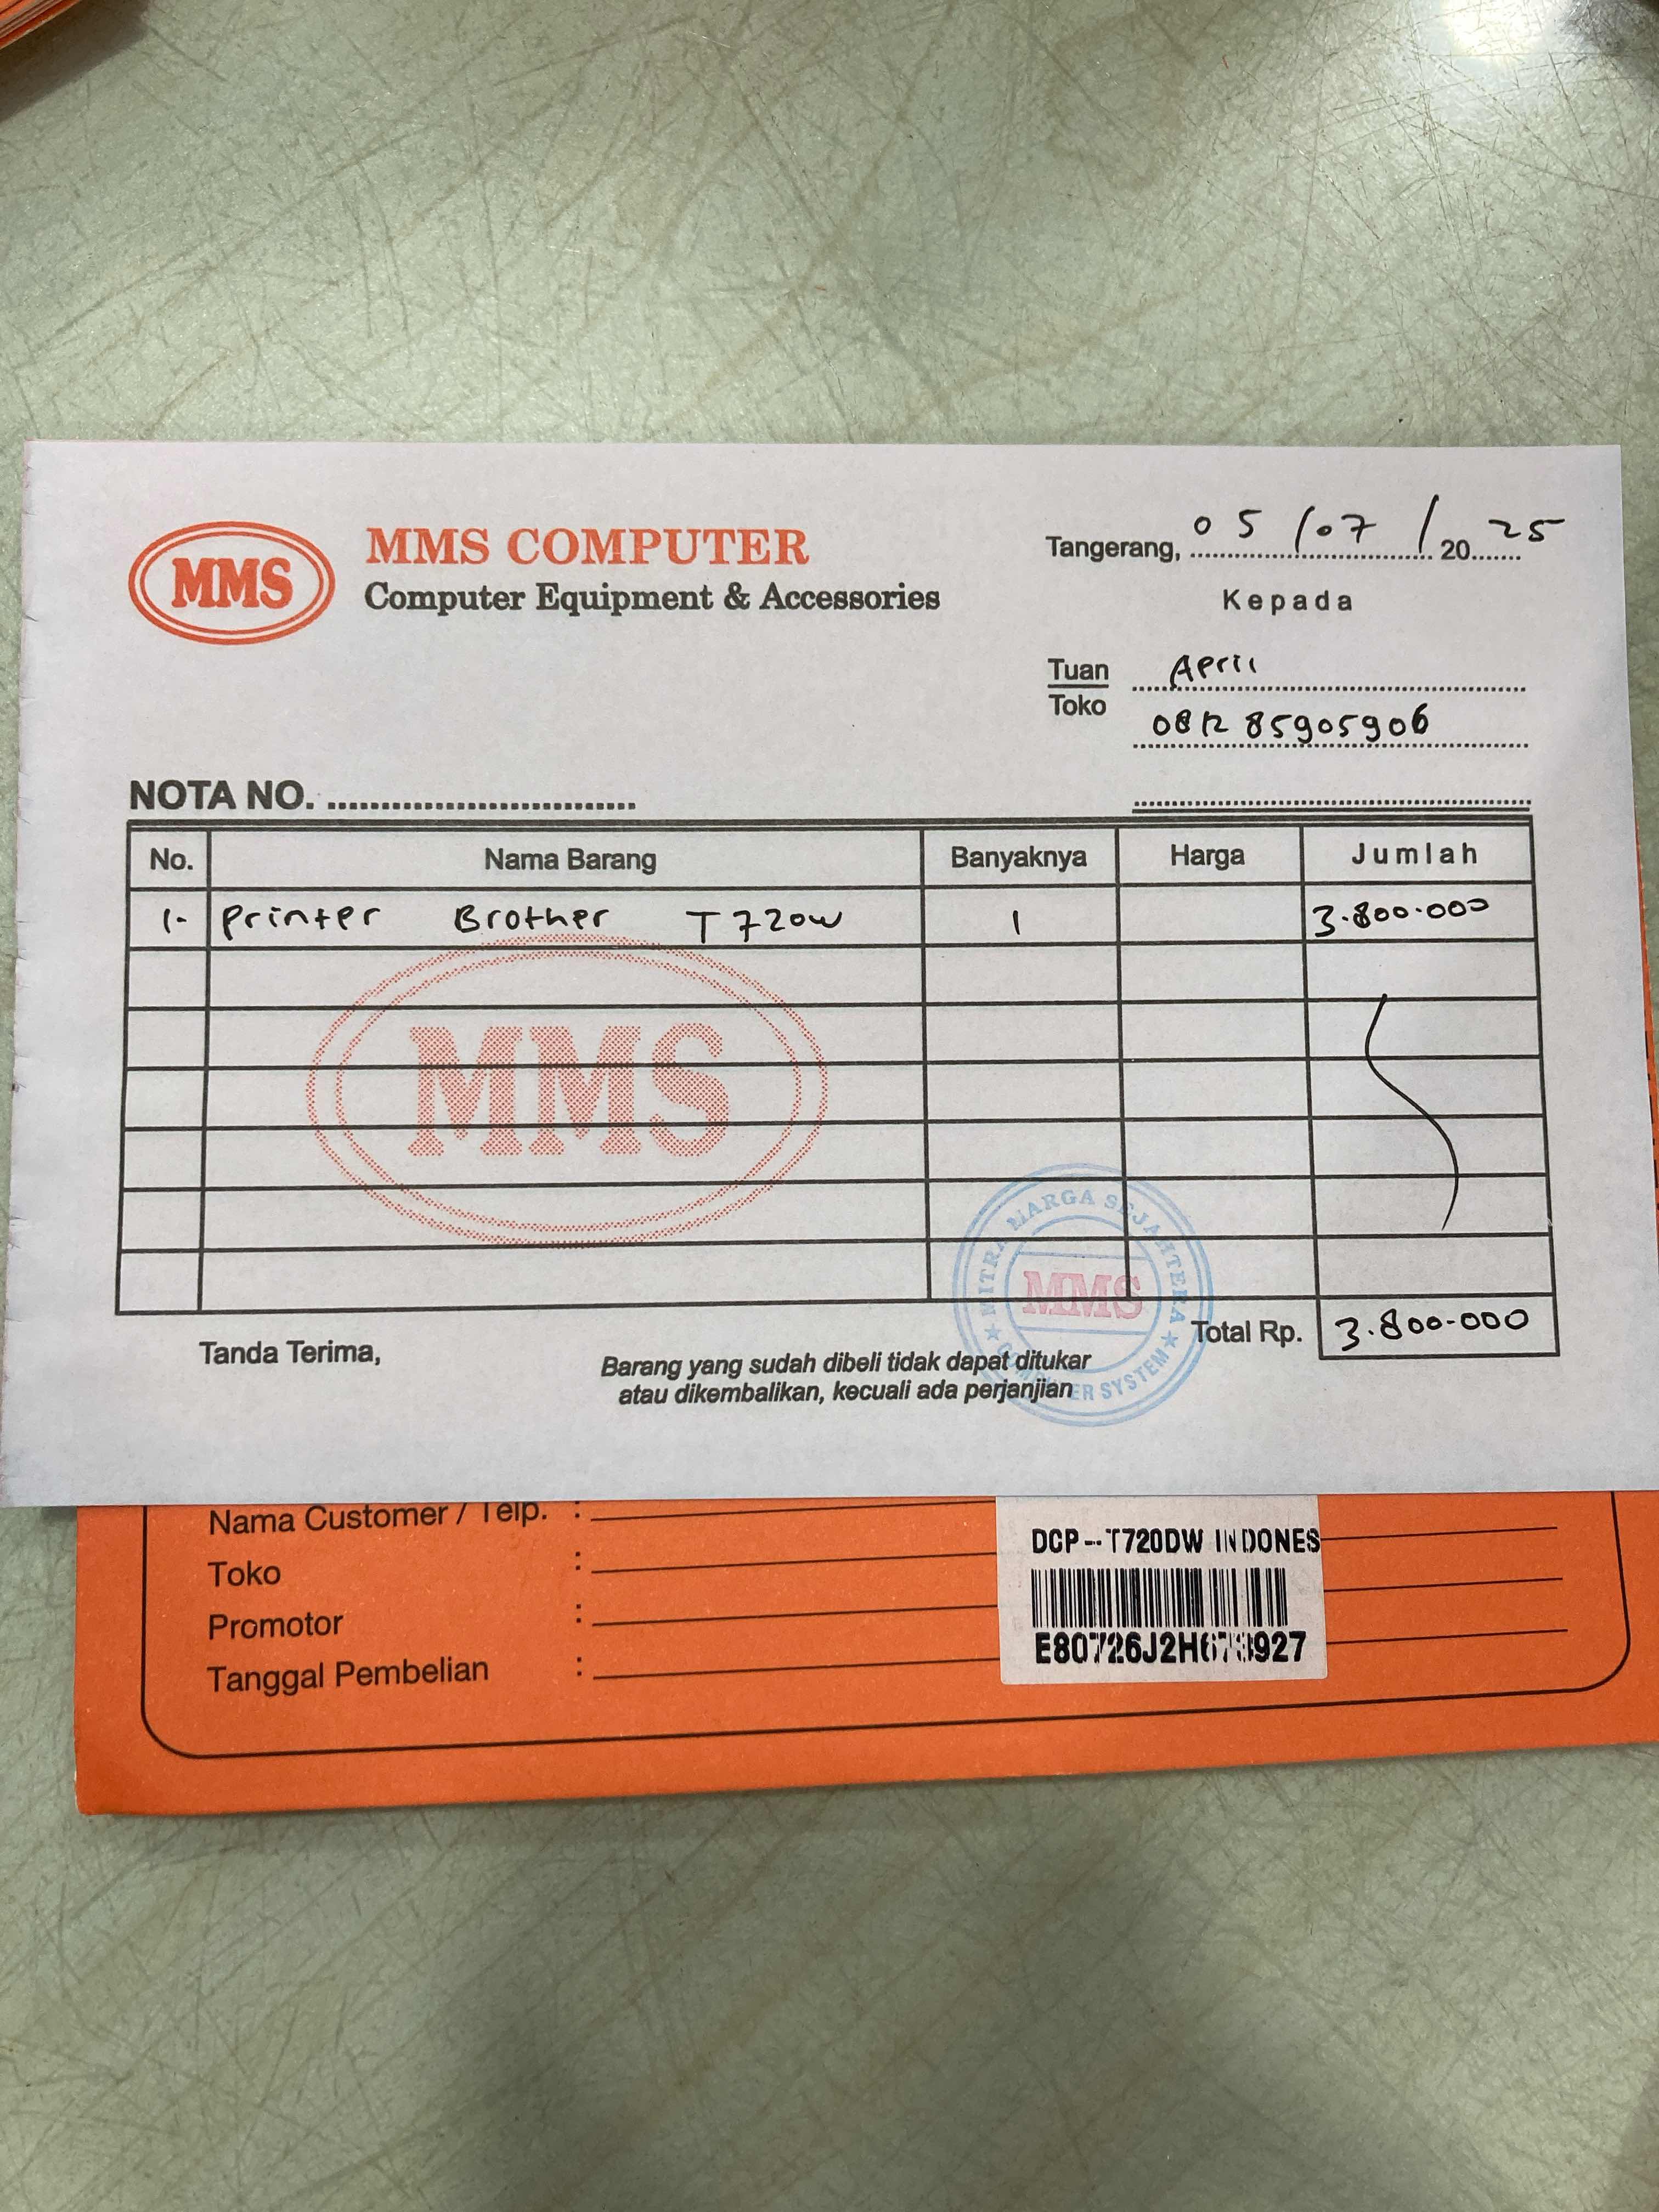 MMS
MMS COMPUTER
Computer Equipment & Accessories
Tangerang, 05/07/2025
Kepada
Tuan
Toko
April
081285905906
NOTA NO.
No. Nama Barang Banyaknya Harga Jumlah
1- Printer Brother T720W 1 3.800.000
MMS
MITRA MARGA SEJAHTERA
MMS
COMPUTER SYSTEM
Total Rp. 3.800.000
Tanda Terima,
Barang yang sudah dibeli tidak dapat ditukar
atau dikembalikan, kecuali ada perjanjian
Nama Customer / Telp. :
Toko :
Promotor :
Tanggal Pembelian :
DCP-T720DW INDONES